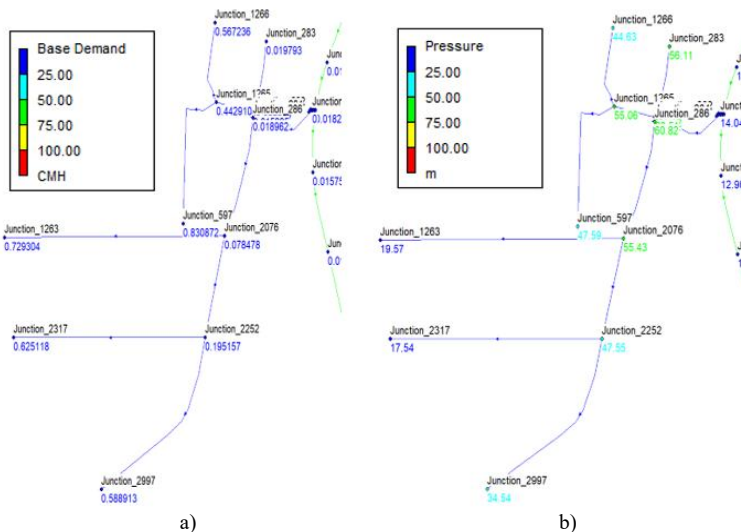 Base Demand
25.00
50.00
75.00
100.00
CMH
Junction_1266
0.567236
Junction_283
0.019793
Junction_1265
0.442910
Junction_286
0.018962
0.0182
0.01575
Junction_597
0.830872
Junction_2076
0.078478
Junction_1263
0.729304
Junction_2317
0.625118
Junction_2252
0.195157
Junction_2997
0.588913
a)
Pressure
25.00
50.00
75.00
100.00
m
Junction_1266
44.63
Junction_283
56.11
Junction_1265
55.06
Junction_286
60.82
14.04
12.90
Junction_597
47.59
Junction_2076
55.43
Junction_1263
19.57
Junction_2317
17.54
Junction_2252
47.55
Junction_2997
34.54
b)